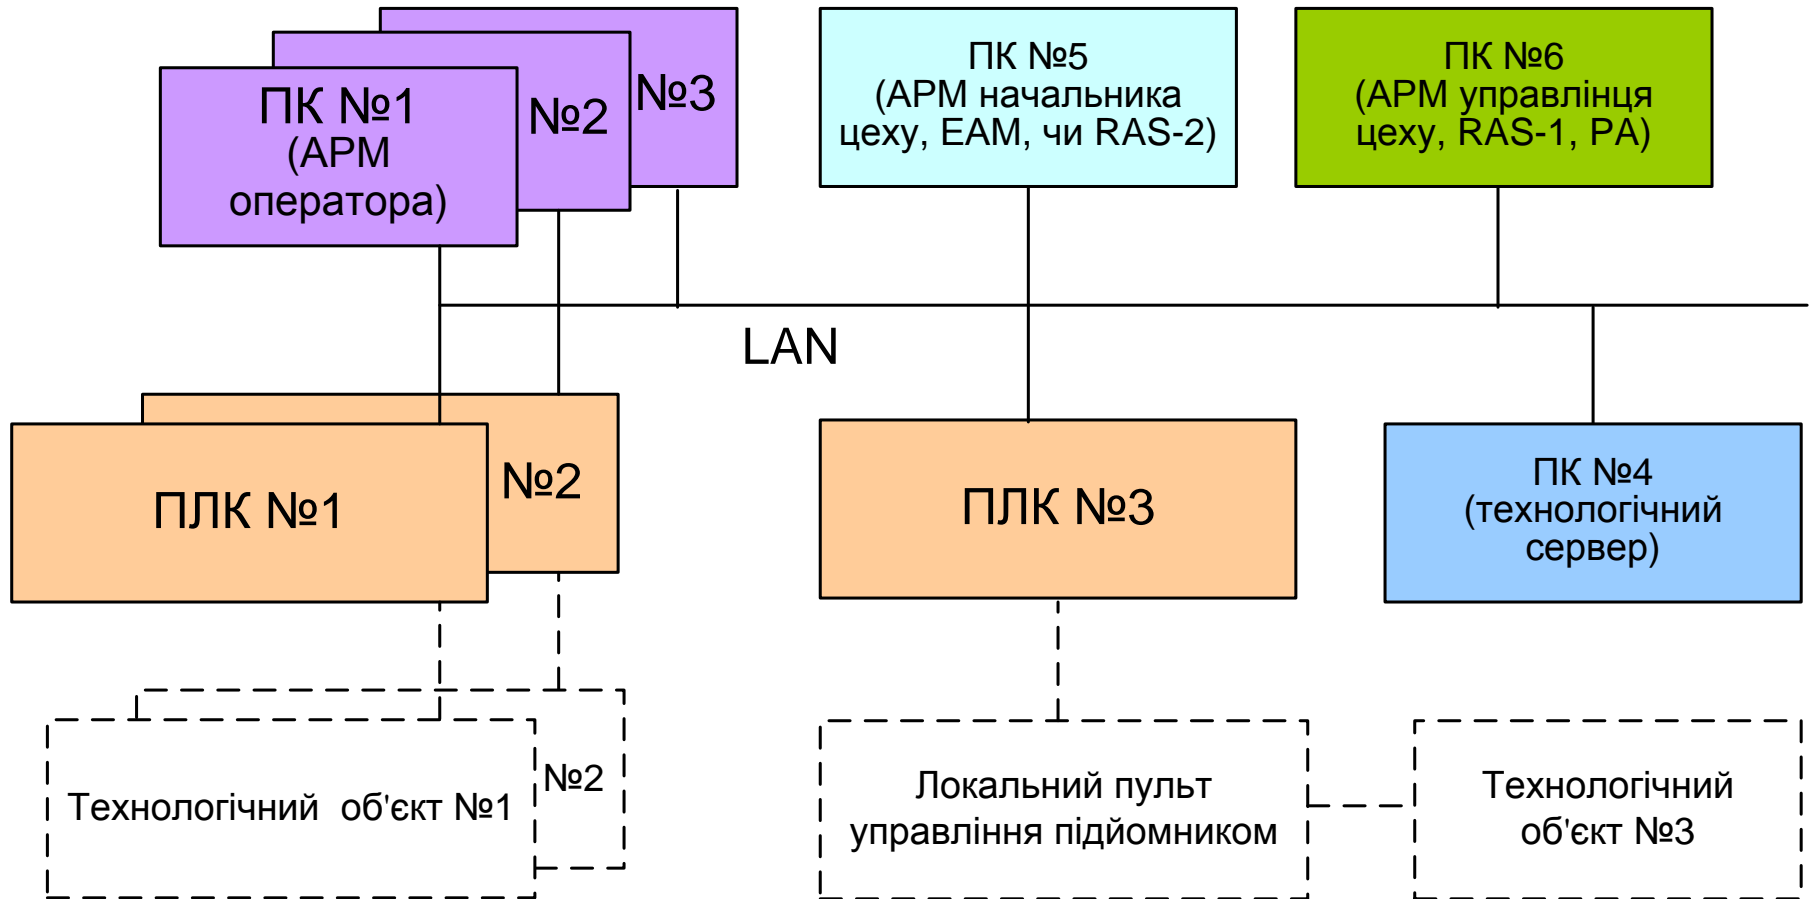 ПК №1
(АРМ
оператора)
№2
№3
ПК №5
(АРМ начальника
цеху, EAM, чи RAS-2)
ПК №6
(АРМ управлінця
цеху, RAS-1, PA)
LAN
ПЛК №1
№2
ПЛК №3
ПК №4
(технологічний
сервер)
Технологічний об'єкт №1
№2
Локальний пульт
управління підйомником
Технологічний
об'єкт №3